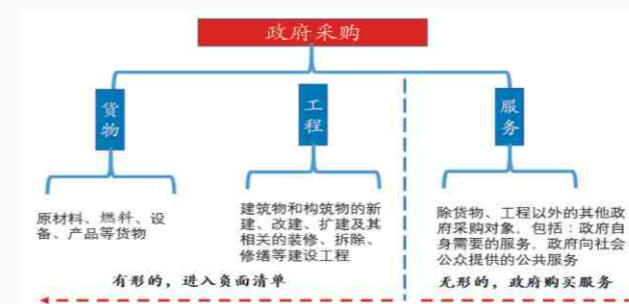 政府采购
货物
工程
服务
原材料、燃料、设
备、产品等货物
建筑物和构筑物的新
建、改建、扩建及其
相关的装修、拆除、
修缮等建设工程
除货物、工程以外的其他政
府采购对象，包括：政府自
身需要的服务，政府向社会
公众提供的公共服务
有形的，进入负面清单
无形的，政府购买服务